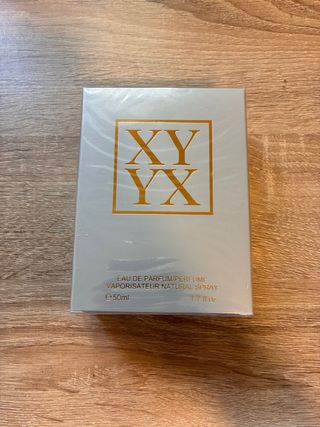 XY
YX
EAU DE PARFUM/PERFUME
VAPORISATEUR NATURAL SPRAY
℮50ml 1.7 fl.oz